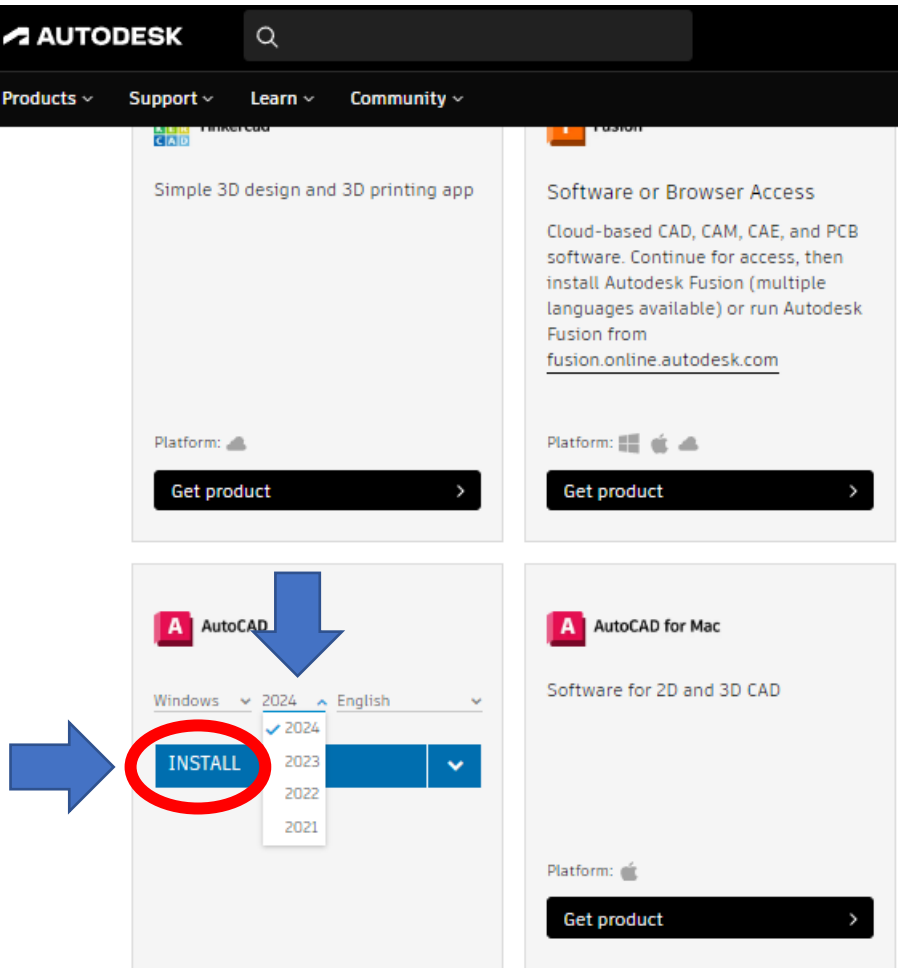 AUTODESK
Products Support Learn Community
Tinkercad
Simple 3D design and 3D printing app
Platform:
Get product
Fusion
Software or Browser Access
Cloud-based CAD, CAM, CAE, and PCB
software. Continue for access, then
install Autodesk Fusion (multiple
languages available) or run Autodesk
Fusion from
fusion.online.autodesk.com
Platform:
Get product
A AutoCAD
Windows 2024 English
2024
2023
2022
2021
INSTALL
A AutoCAD for Mac
Software for 2D and 3D CAD
Platform:
Get product